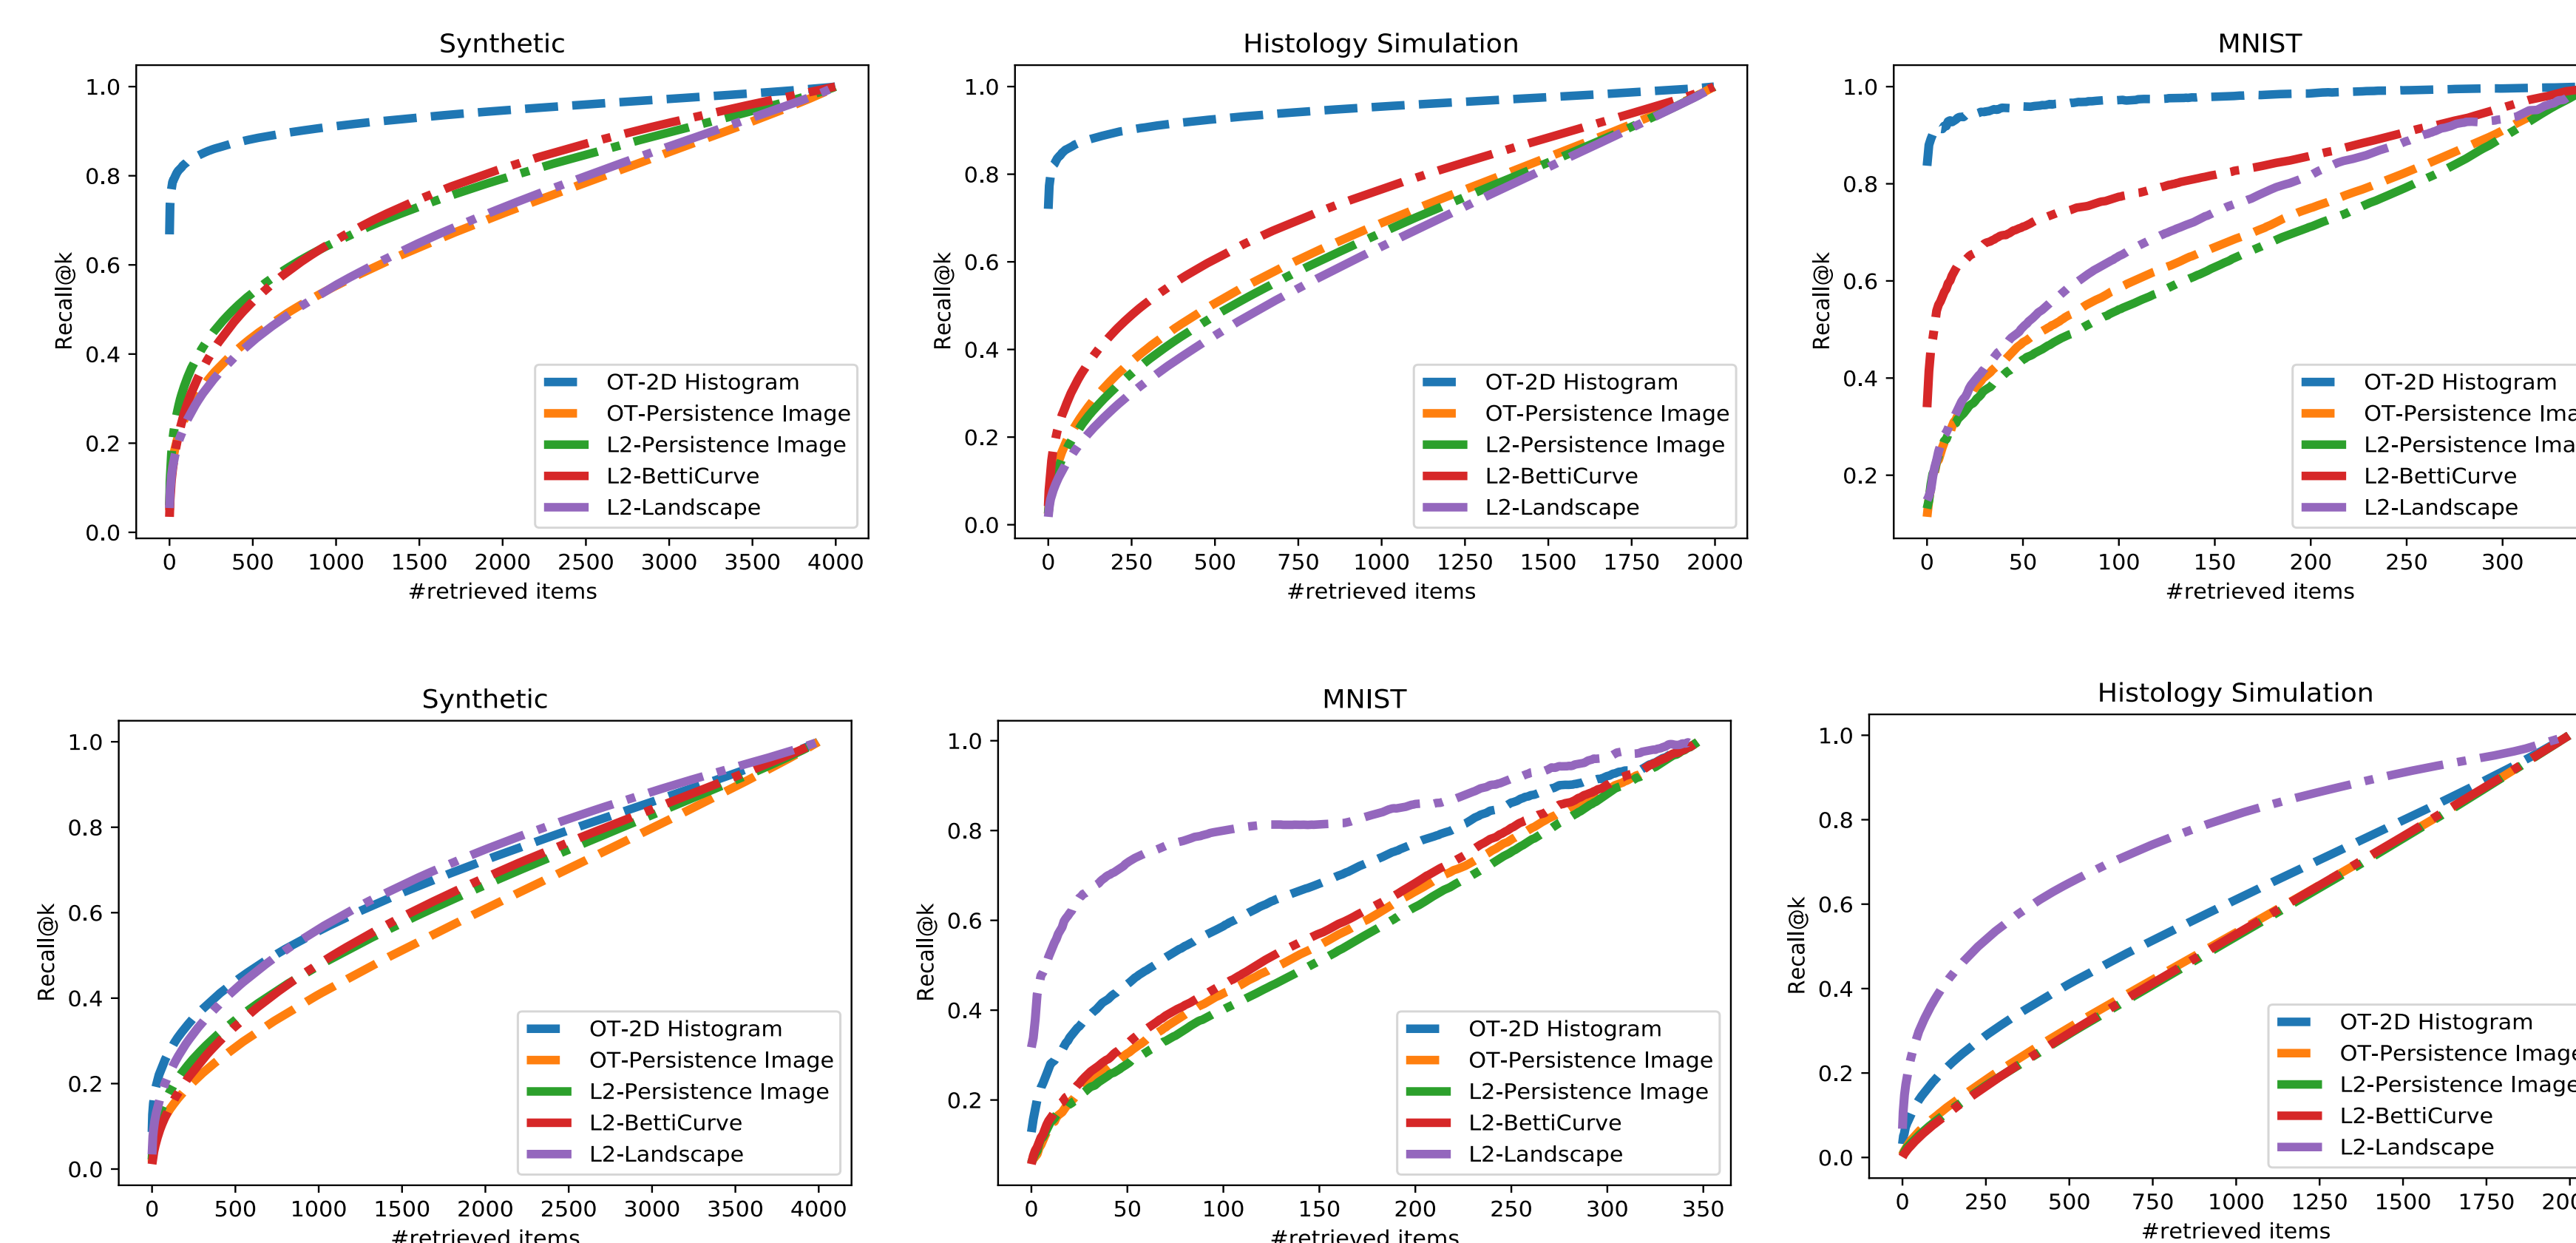 Synthetic
Recall@k
1.0
0.8
0.6
0.4
0.2
0.0
OT-2D Histogram
OT-Persistence Image
L2-Persistence Image
L2-BettiCurve
L2-Landscape
0 500 1000 1500 2000 2500 3000 3500 4000
#retrieved items
Histology Simulation
Recall@k
1.0
0.8
0.6
0.4
0.2
0.0
OT-2D Histogram
OT-Persistence Image
L2-Persistence Image
L2-BettiCurve
L2-Landscape
0 250 500 750 1000 1250 1500 1750 2000
#retrieved items
MNIST
Recall@k
1.0
0.8
0.6
0.4
0.2
OT-2D Histogram
OT-Persistence Ima
L2-Persistence Ima
L2-BettiCurve
L2-Landscape
0 50 100 150 200 250 300
#retrieved items
Synthetic
Recall@k
1.0
0.8
0.6
0.4
0.2
0.0
OT-2D Histogram
OT-Persistence Image
L2-Persistence Image
L2-BettiCurve
L2-Landscape
0 500 1000 1500 2000 2500 3000 3500 4000
#retrieved items
MNIST
Recall@k
1.0
0.8
0.6
0.4
0.2
OT-2D Histogram
OT-Persistence Image
L2-Persistence Image
L2-BettiCurve
L2-Landscape
0 50 100 150 200 250 300 350
#retrieved items
Histology Simulation
Recall@k
1.0
0.8
0.6
0.4
0.2
0.0
OT-2D Histogram
OT-Persistence Image
L2-Persistence Image
L2-BettiCurve
L2-Landscape
0 250 500 750 1000 1250 1500 1750 200
#retrieved items